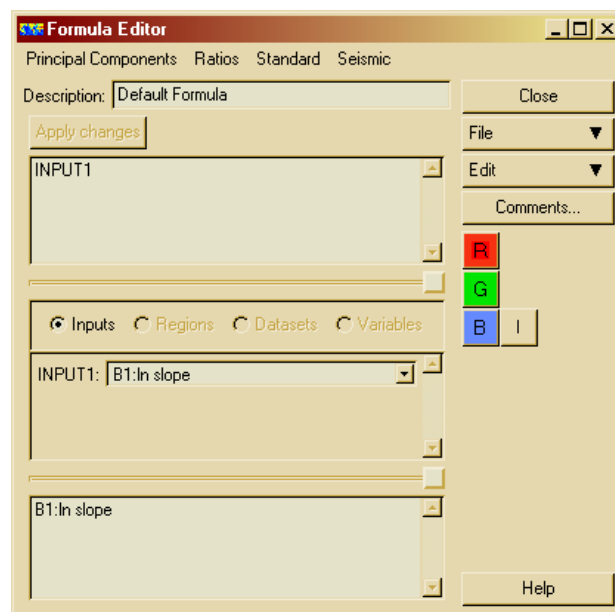 Formula Editor
Principal Components Ratios Standard Seismic
Description: Default Formula
Close
Apply changes
File
INPUT1
Edit
Comments...
R
G
B I
Inputs Regions Datasets Variables
INPUT1: B1:In slope
B1:In slope
Help